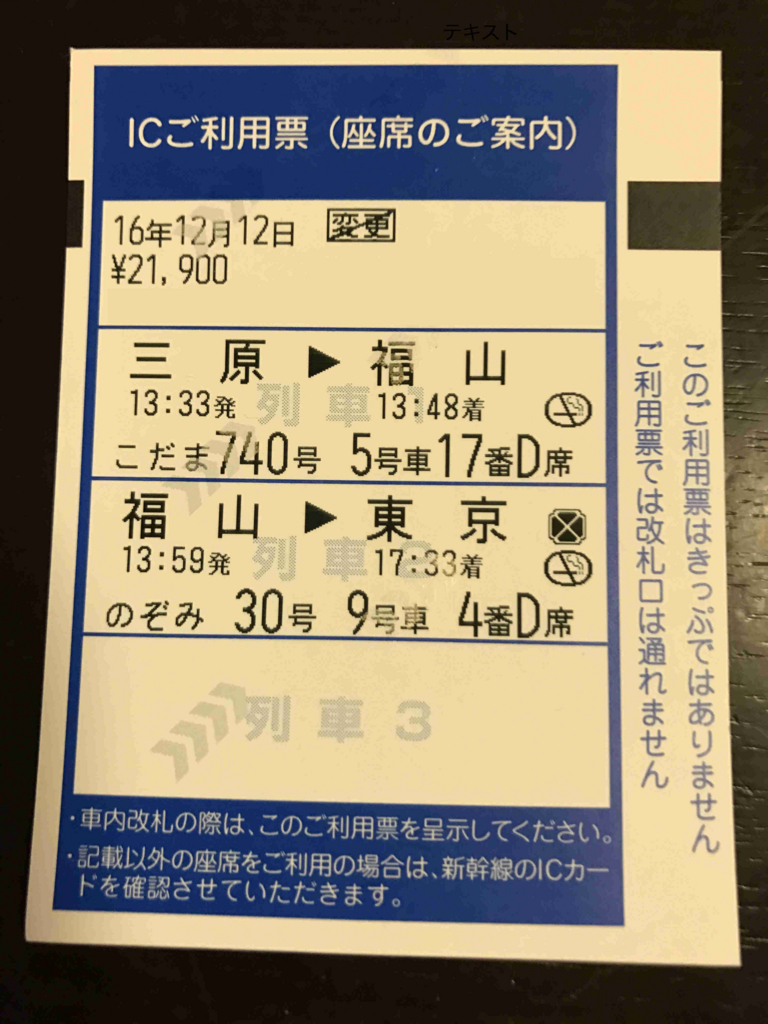 テキスト
ICご利用票（座席のご案内）
16年12月12日 変更
¥21,900
三原▶福山
13:33発 13:48着
列車1
こだま740号 5号車17番D席
福山▶東京
13:59発 17:33着
列車2
のぞみ 30号 9号車 4番D席
列車3
・車内改札の際は、このご利用票を呈示してください。
・記載以外の座席をご利用の場合は、新幹線のICカー
ドを確認させていただきます。
このご利用票はきっぷではありません
ご利用票では改札口は通れません